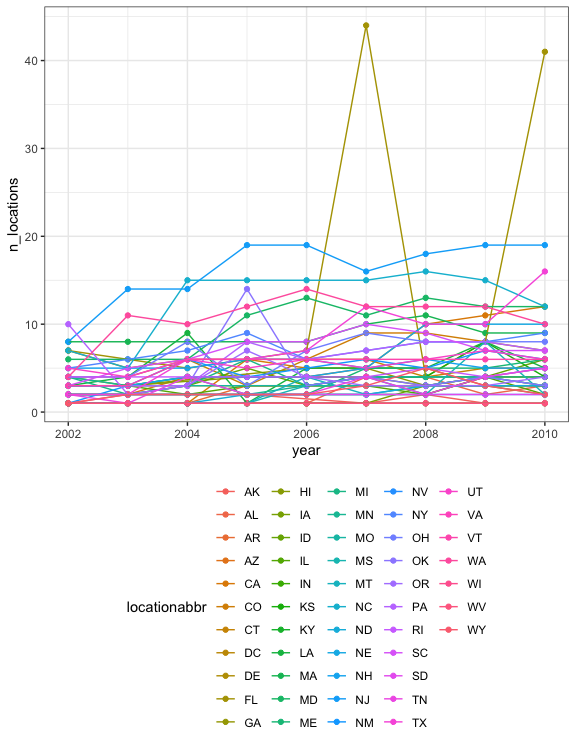 40
30
20
10
0
n_locations
2002 2004 2006 2008 2010
year
locationabbr
AK HI MI NV UT
AL IA MN NY VA
AR ID MO OH VT
AZ IL MS OK WA
CA IN MT OR WI
CO KS NC PA WV
CT KY ND RI WY
DC LA NE SC
DE MA NH SD
FL MD NJ TN
GA ME NM TX